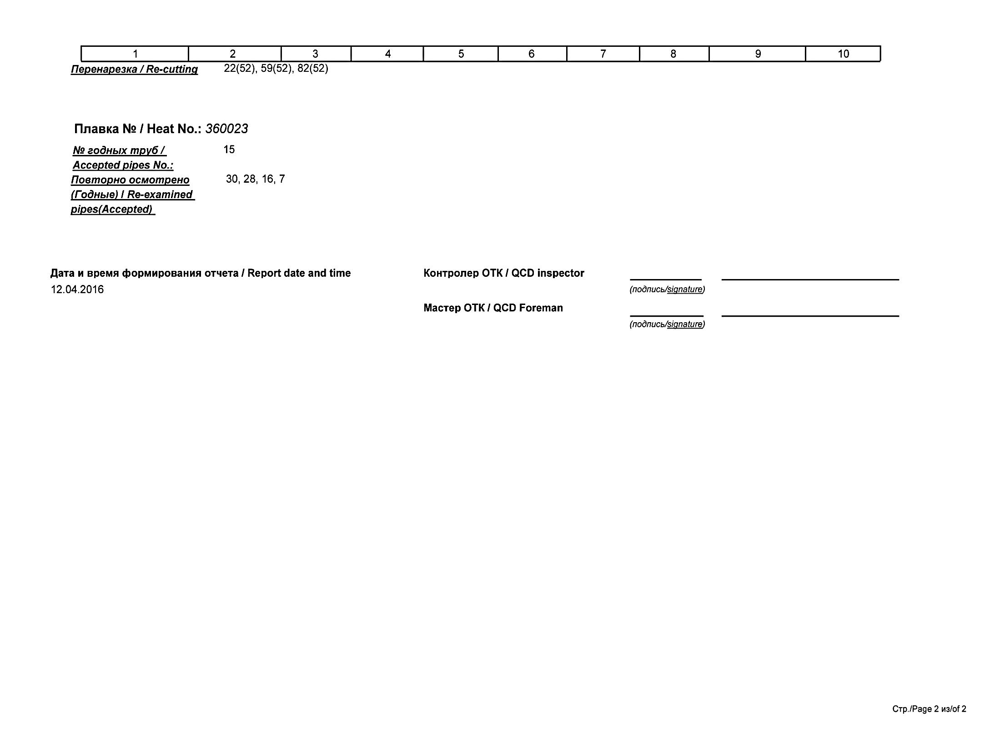 1 2 3 4 5 6 7 8 9 10
Перенарезка / Re-cutting 22(52), 59(52), 82(52)
Плавка № / Heat No.: 360023
№ годных труб / 15
Accepted pipes No.:
Повторно осмотрено 30, 28, 16, 7
(Годные) / Re-examined
pipes(Accepted)
Дата и время формирования отчета / Report date and time Контролер ОТК / QCD inspector
12.04.2016 (подпись/signature)
Мастер ОТК / QCD Foreman
(подпись/signature)
Стр./Page 2 из/of 2